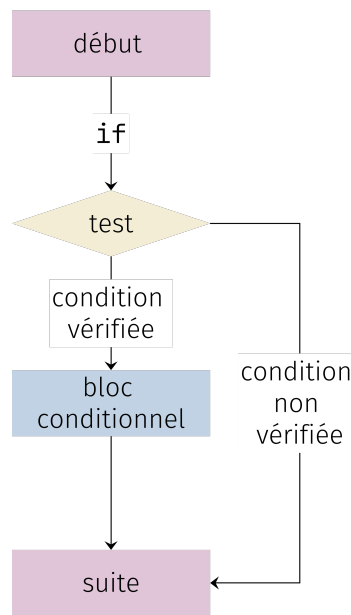 début
if
test
condition
vérifiée
bloc
conditionnel
condition
non
vérifiée
suite